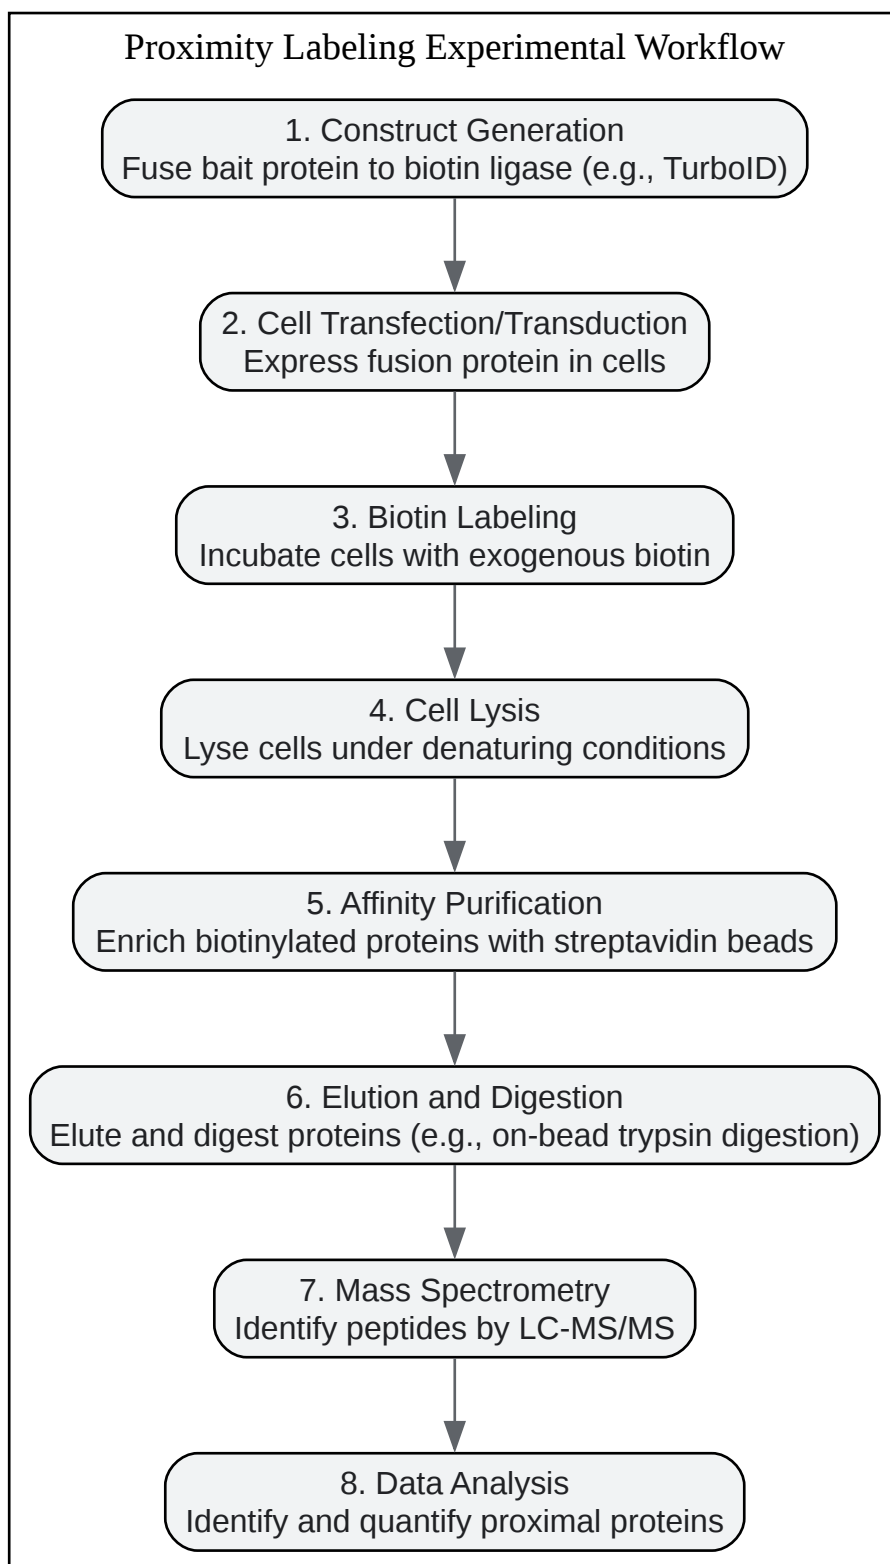 Proximity Labeling Experimental Workflow
1. Construct Generation
Fuse bait protein to biotin ligase (e.g., TurboID)
2. Cell Transfection/Transduction
Express fusion protein in cells
3. Biotin Labeling
Incubate cells with exogenous biotin
4. Cell Lysis
Lyse cells under denaturing conditions
5. Affinity Purification
Enrich biotinylated proteins with streptavidin beads
6. Elution and Digestion
Elute and digest proteins (e.g., on-bead trypsin digestion)
7. Mass Spectrometry
Identify peptides by LC-MS/MS
8. Data Analysis
Identify and quantify proximal proteins